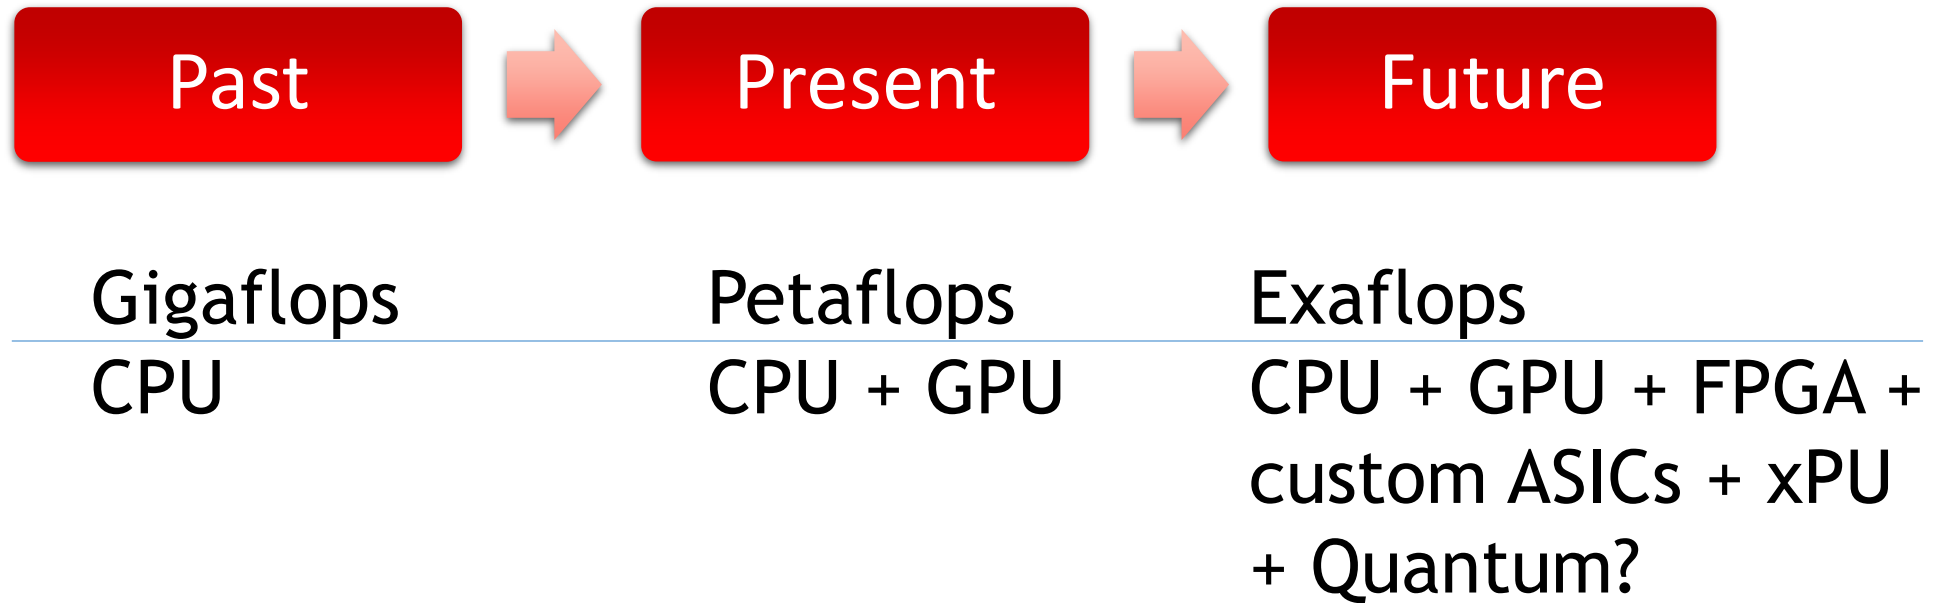 Past
Present
Future
Gigaflops
Petaflops
Exaflops
CPU
CPU + GPU
CPU + GPU + FPGA +
custom ASICs + xPU
+ Quantum?